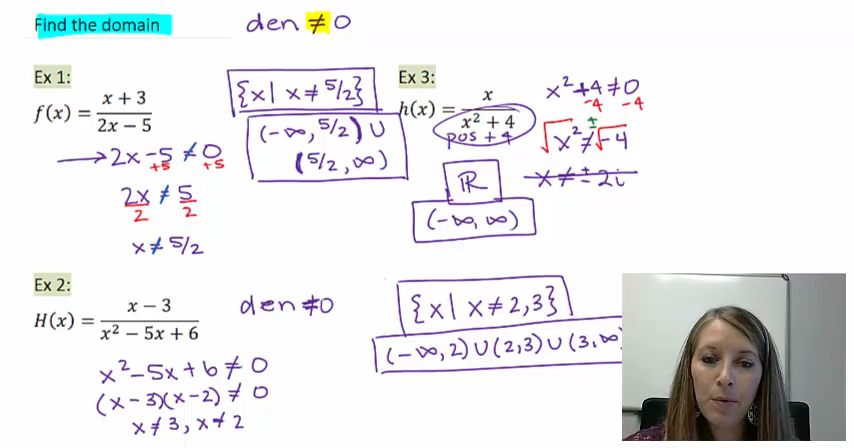 Find the domain den ≠ 0
Ex 1:
f(x) = (x + 3)/(2x − 5)
→ 2x − 5 ≠ 0
+5 +5
2x ≠ 5
2 2
x ≠ 5/2
{x | x ≠ 5/2}
(-∞, 5/2) ∪
(5/2, ∞)
Ex 3:
h(x) = x/(x² + 4)
pos + 4
ℝ
(-∞, ∞)
x² + 4 ≠ 0
-4 -4
√x² ≠ ±√-4
x ≠ ± 2i
Ex 2:
H(x) = (x − 3)/(x² − 5x + 6)
den ≠ 0
x² − 5x + 6 ≠ 0
(x − 3)(x − 2) ≠ 0
x ≠ 3, x ≠ 2
{x | x ≠ 2, 3}
(-∞, 2) ∪ (2, 3) ∪ (3, ∞